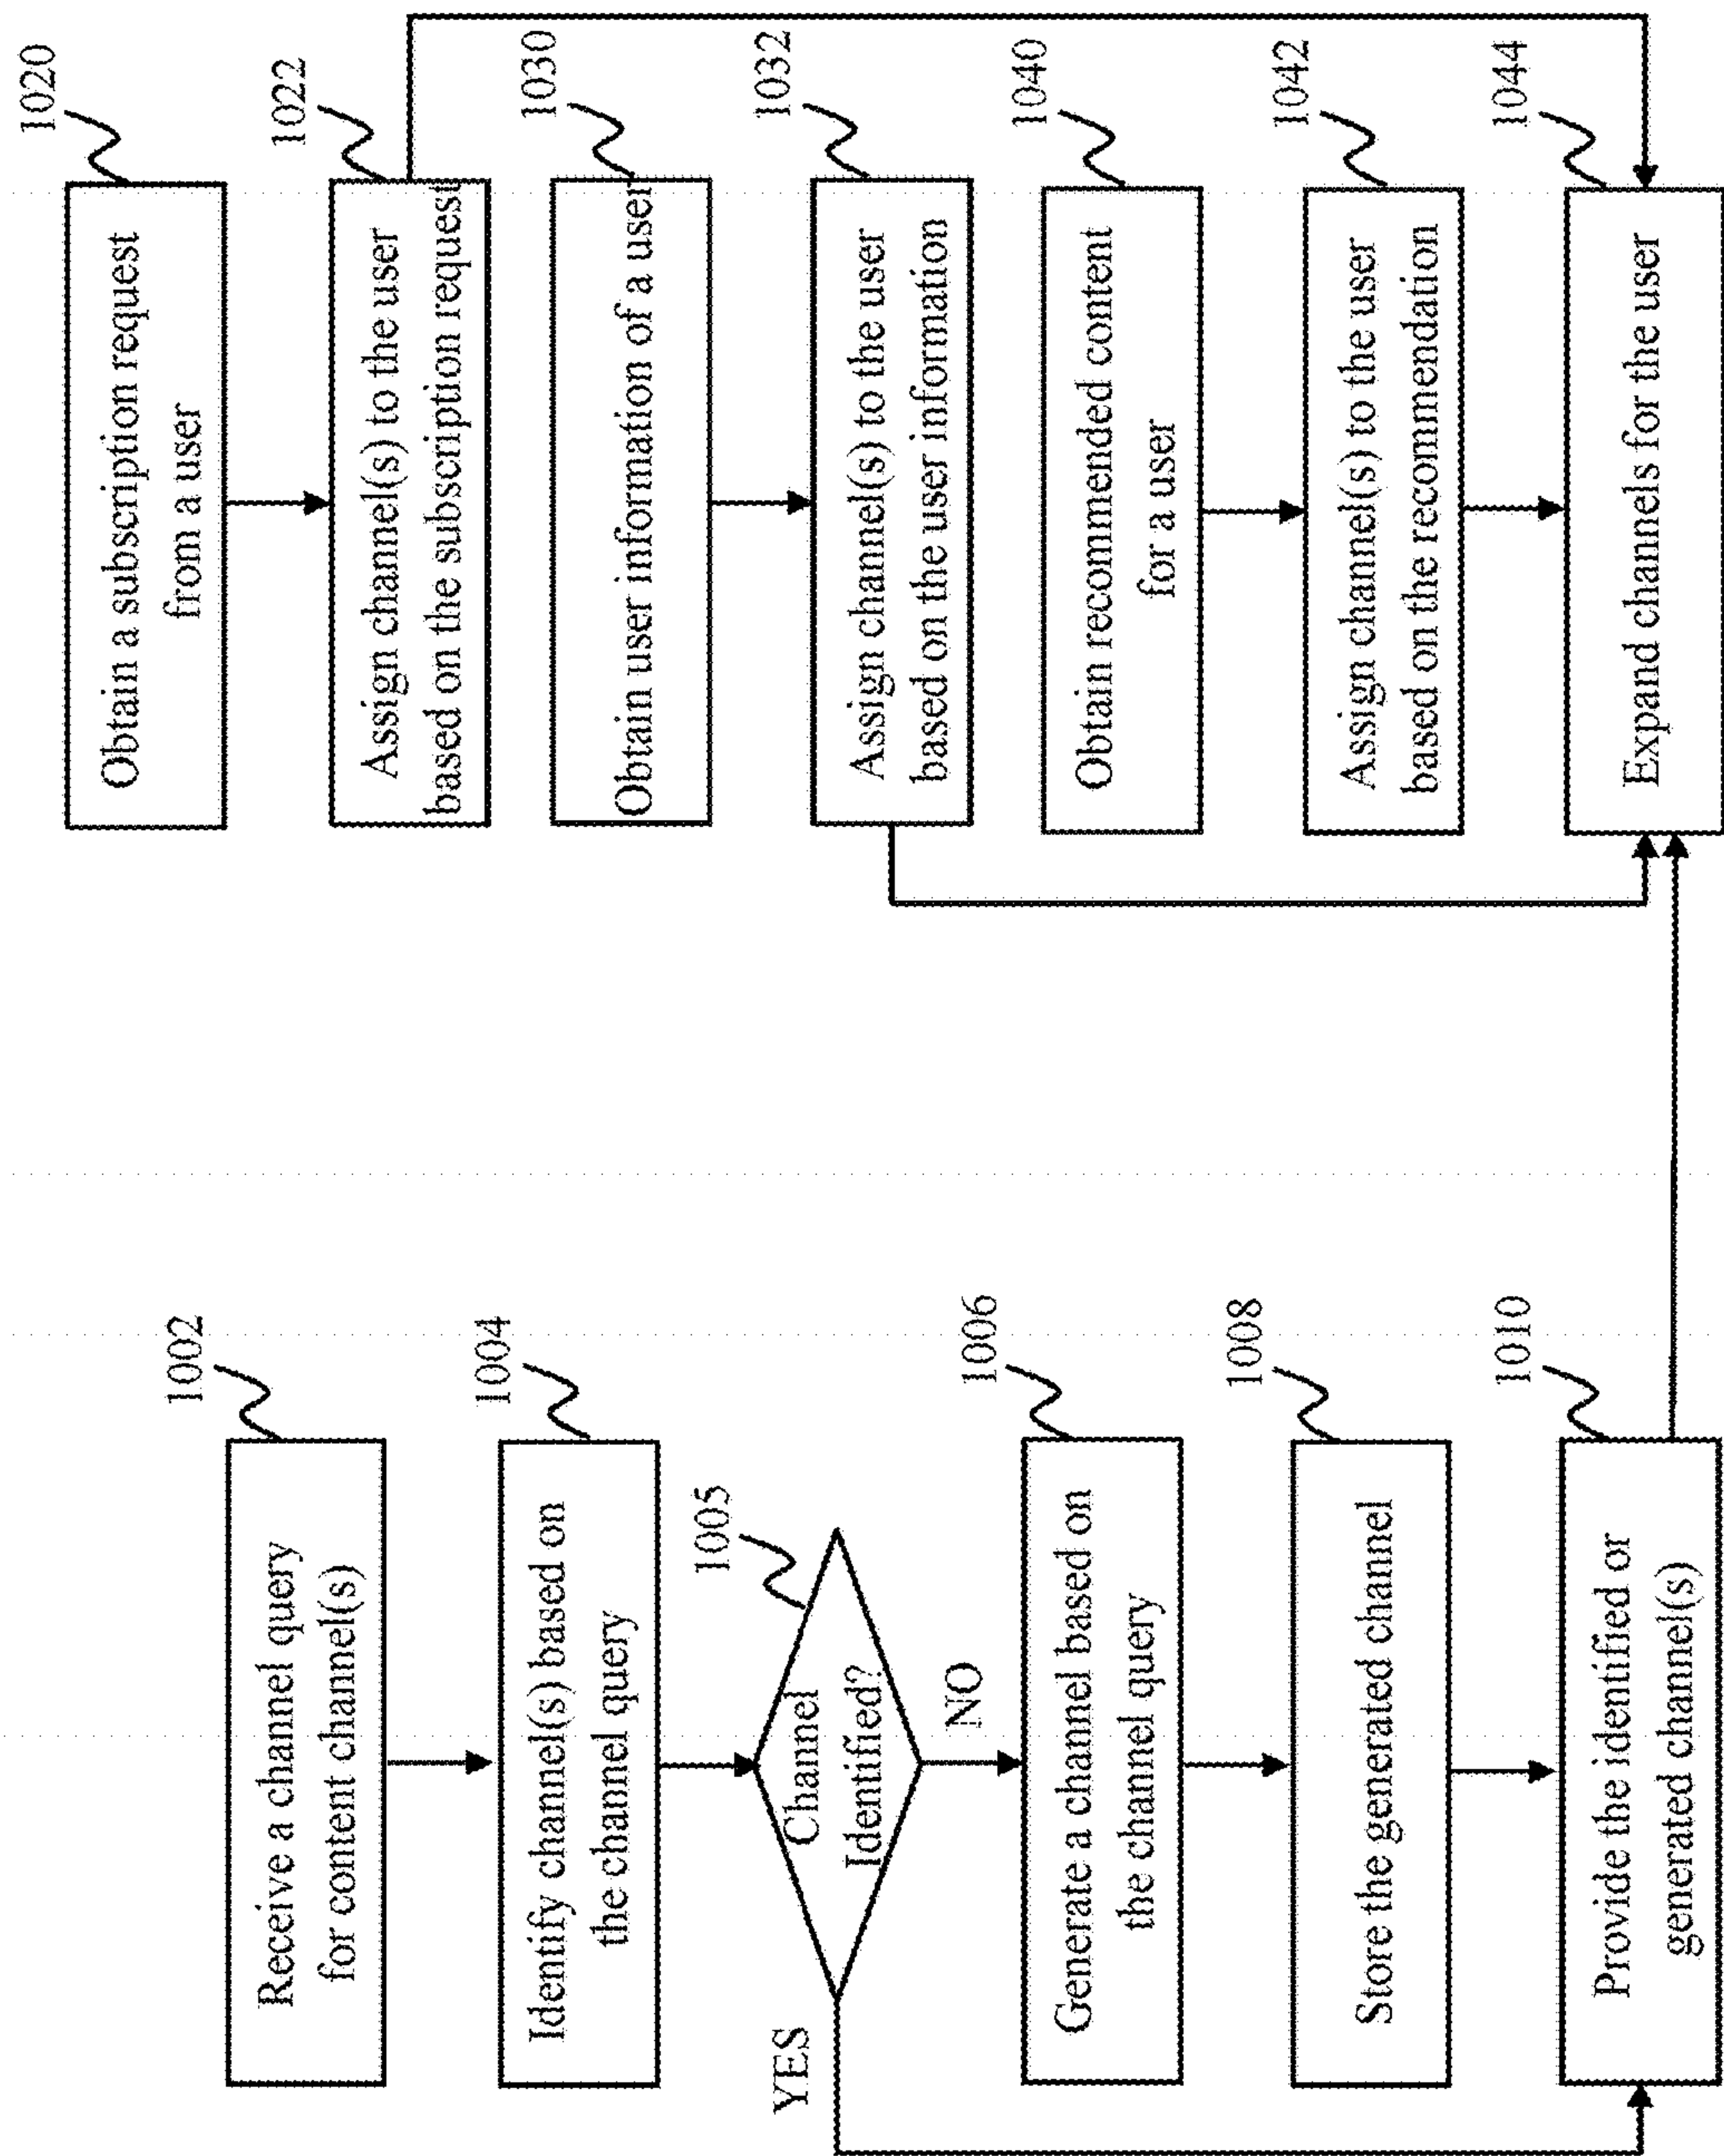 1002
Receive a channel query
for content channel(s)
1004
Identify channel(s) based on
the channel query
1005
Channel
Identified?
YES
NO
1006
Generate a channel based on
the channel query
1008
Store the generated channel
1010
Provide the identified or
generated channel(s)
1020
Obtain a subscription request
from a user
1022
Assign channel(s) to the user
based on the subscription request
1030
Obtain user information of a user
1032
Assign channel(s) to the user
based on the user information
1040
Obtain recommended content
for a user
1042
Assign channel(s) to the user
based on the recommendation
1044
Expand channels for the user